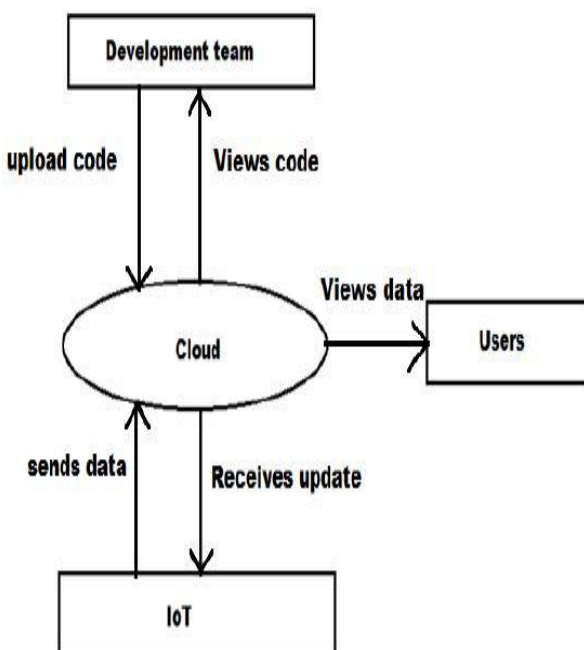 Development team
upload code
Views code
Views data
Cloud
Users
sends data
Receives update
IoT